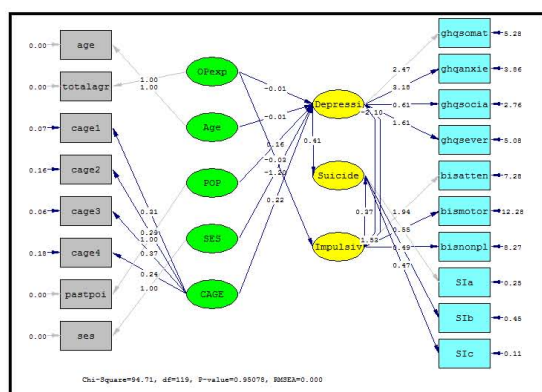 0.00 age
0.00 totalagr
0.07 cage1
0.16 cage2
0.06 cage3
0.18 cage4
0.00 pastpoi
0.00 ses
OPexp
Age
POP
SES
CAGE
1.00
1.00
0.31
0.29
1.00
0.37
0.24
1.00
-0.01
-0.01
0.16
-0.03
-1.20
0.22
Depressi
Suicide
Impulsiv
0.41
0.37
-2.10
1.52
2.47
3.18
0.61
1.61
1.94
0.49
0.47
ghqsomat 5.28
ghqanxie 3.86
ghqsocia 2.76
ghqsever 5.08
bisatten 7.28
bismotor 12.28
bisnonpl 8.27
SIa 0.25
SIb 0.45
SIc 0.11
Chi-Square=94.71, df=119, P-value=0.95078, RMSEA=0.000